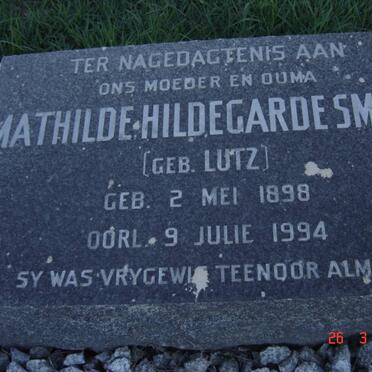 TER NAGEDAGTENIS AAN
ONS MOEDER EN OUMA
MATHILDE HILDEGARDE SM
(GEB. LUTZ)
GEB. 2 MEI 1898
OORL. 9 JULIE 1994
SY WAS VRYGEWIG TEENOOR ALM
26 3